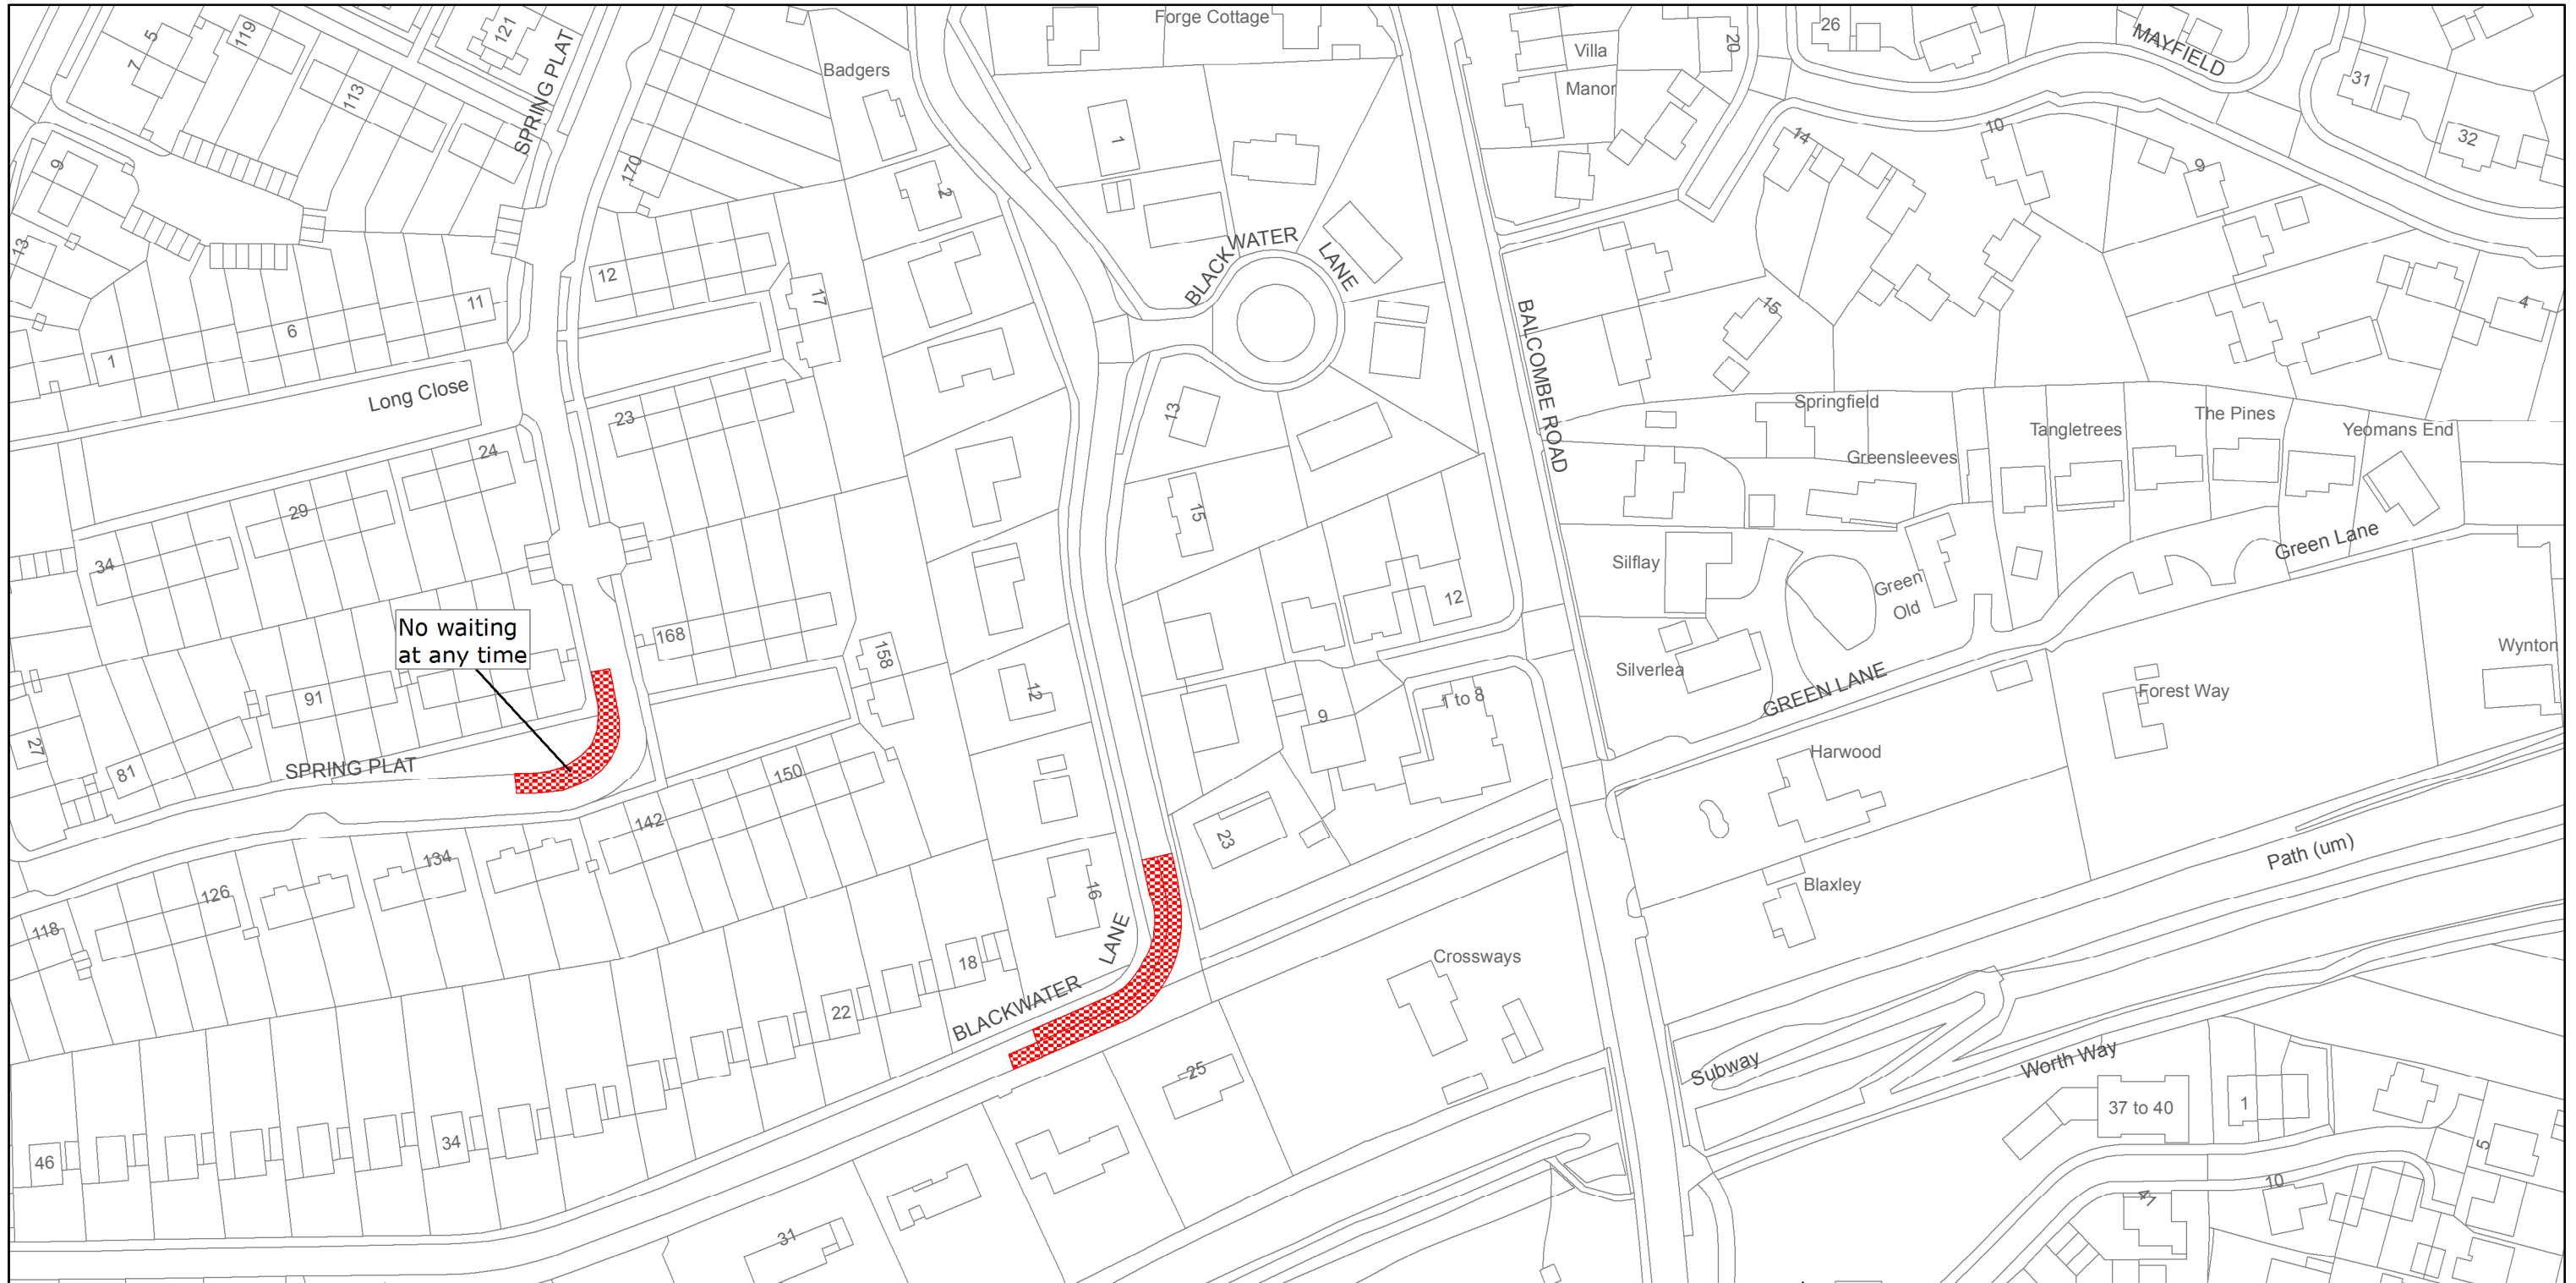 5
7
119
121
SPRING PLAT
113
9
13
170
Badgers
2
Forge Cottage
1
BLACKWATER
LANE
Villa
Manor
20
26
MAYFIELD
31
32
14
10
9
15
4
12
17
11
6
1
Long Close
23
24
29
34
13
15
BALCOMBE ROAD
Springfield
Greensleeves
Tangletrees
The Pines
Yeomans End
Green Lane
Silflay
Green
Old
Silverlea
GREEN LANE
Wynton
Forest Way
Harwood
Blaxley
Path (um)
No waiting
at any time
168
158
12
12
9
1 to 8
91
27
81
SPRING PLAT
150
142
134
126
118
23
16
LANE
BLACKWATER
18
22
34
46
25
31
Crossways
Subway
Worth Way
37 to 40
1
5
10
41